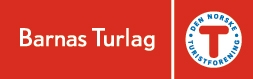 Barnas Turlag
DEN NORSKE
T
TURISTFORENING